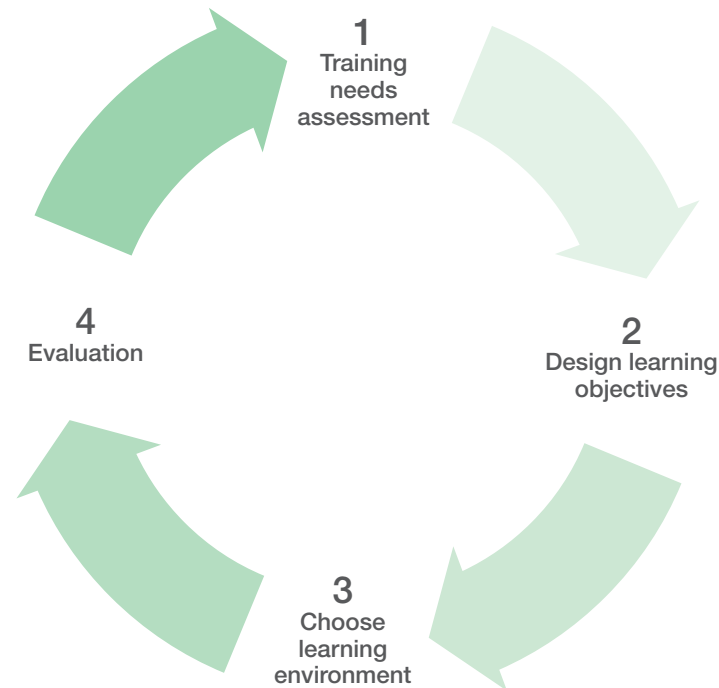 1
Training
needs
assessment
2
Design learning
objectives
3
Choose
learning
environment
4
Evaluation